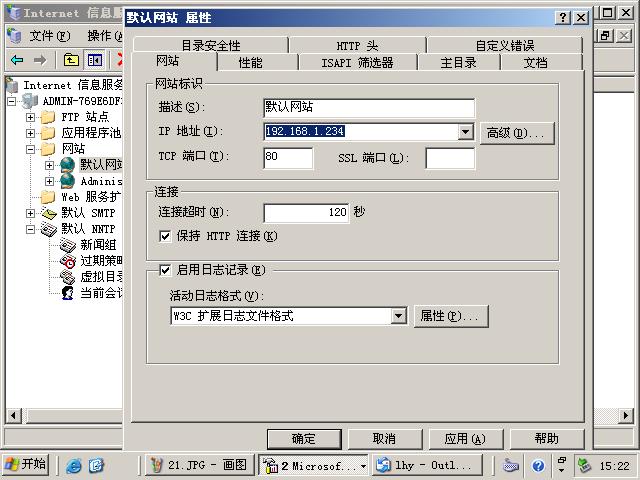 Internet 信息服
默认网站 属性
文件(F)
操作(A
目录安全性
HTTP 头
自定义错误
网站
性能
ISAPI 筛选器
主目录
文档
Internet 信息服
ADMIN-769E6DF
FTP 站点
应用程序池
网站
默认网站
Adminis
Web 服务扩
默认 SMTP
默认 NNTP
新闻组
过期策略
虚拟目录
当前会话
网站标识
描述(S):
默认网站
IP 地址(I):
192.168.1.234
高级(D)...
TCP 端口(T):
80
SSL 端口(L):
连接
连接超时(N):
120 秒
保持 HTTP 连接(K)
启用日志记录(E)
活动日志格式(V):
W3C 扩展日志文件格式
属性(P)...
确定
取消
应用(A)
帮助
开始
21.JPG - 画图
2 Microsof...
lhy - Outl...
15:22